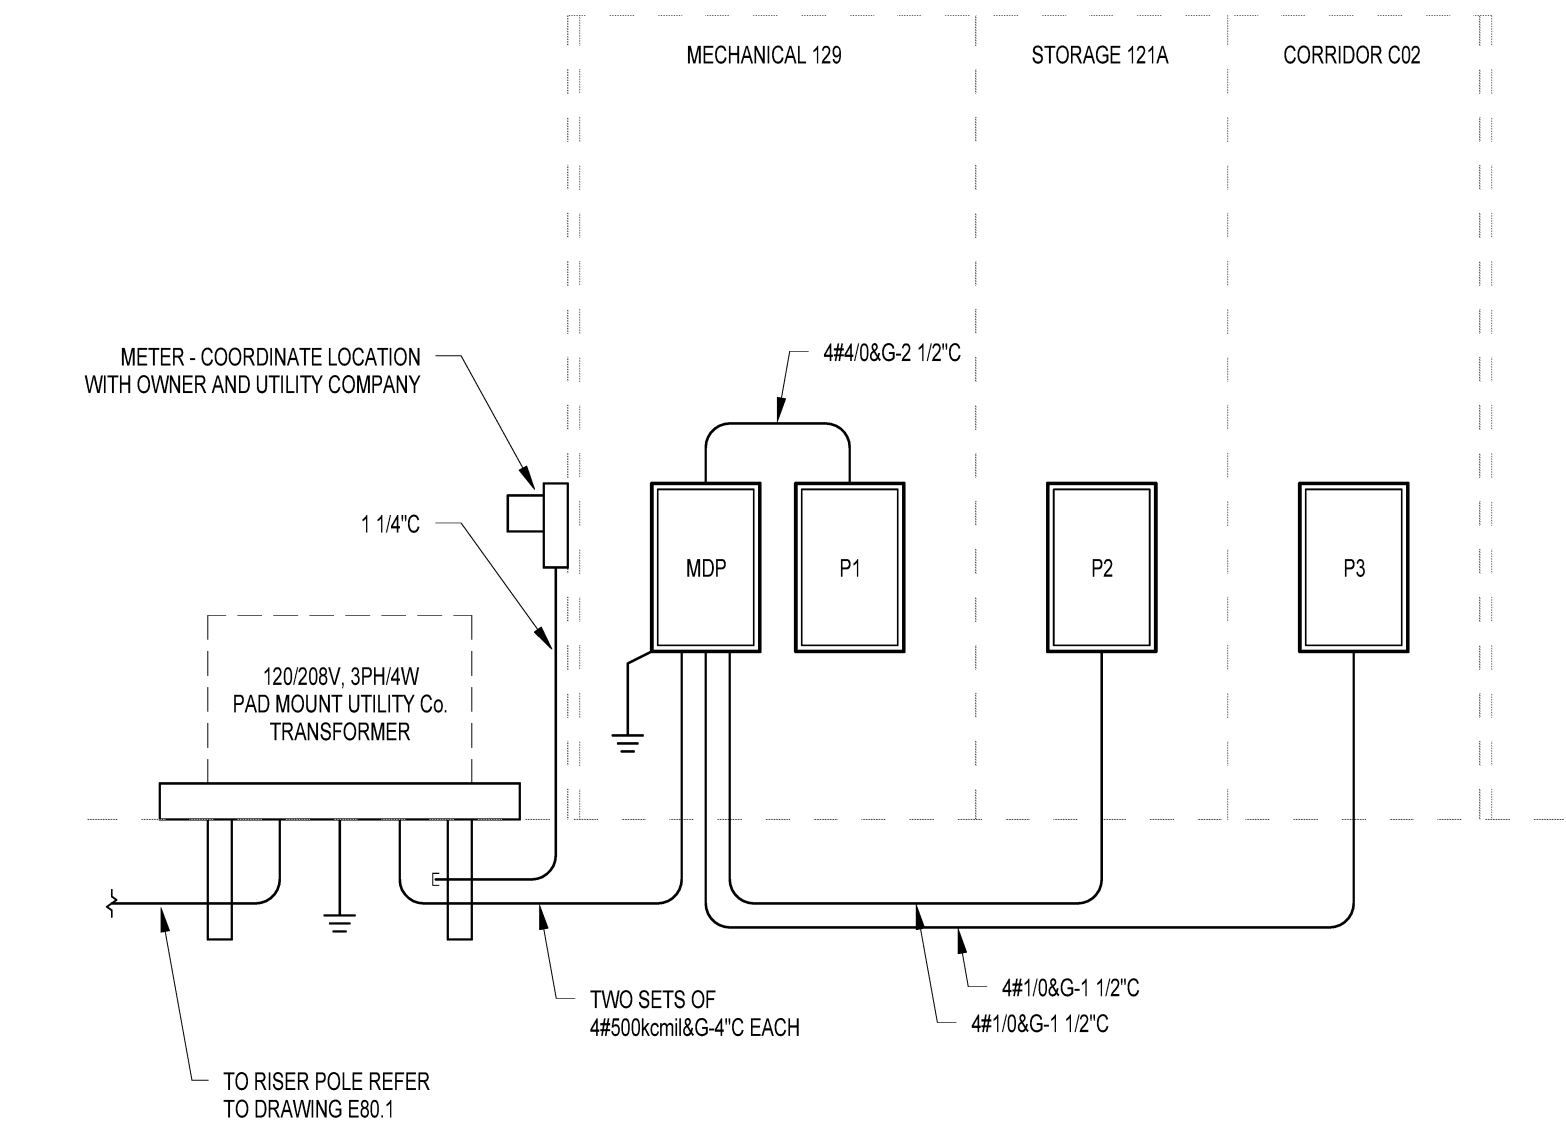 MECHANICAL 129
STORAGE 121A
CORRIDOR C02
METER - COORDINATE LOCATION
WITH OWNER AND UTILITY COMPANY
4#4/0&G-2 1/2"C
1 1/4"C
MDP
P1
P2
P3
120/208V, 3PH/4W
PAD MOUNT UTILITY Co.
TRANSFORMER
4#1/0&G-1 1/2"C
4#1/0&G-1 1/2"C
TWO SETS OF
4#500kcmil&G-4"C EACH
TO RISER POLE REFER
TO DRAWING E80.1